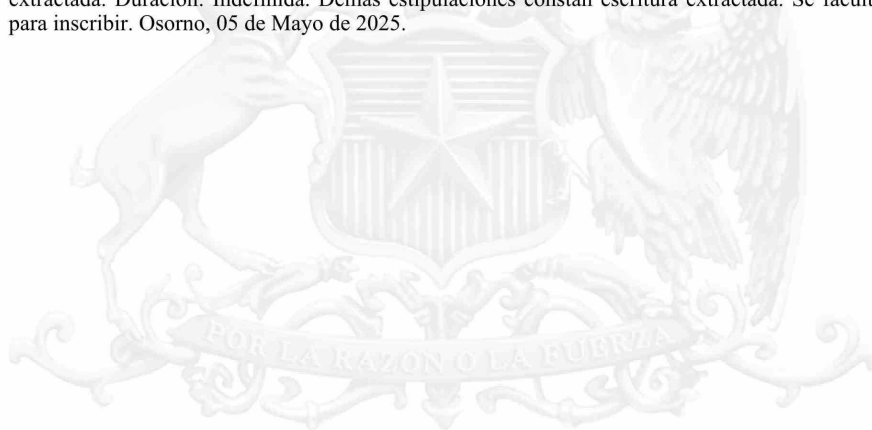 extractada. Duración: Indefinida. Demás estipulaciones constan escritura extractada. Se facult
para inscribir. Osorno, 05 de Mayo de 2025.
POR LA RAZON O LA FUERZA